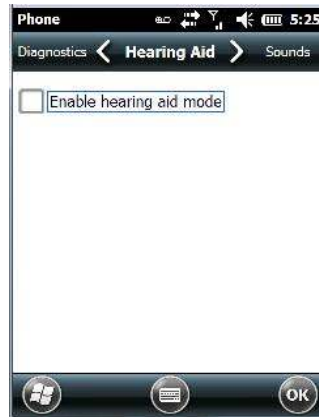 Phone 5:25
Diagnostics Hearing Aid Sounds
Enable hearing aid mode
OK